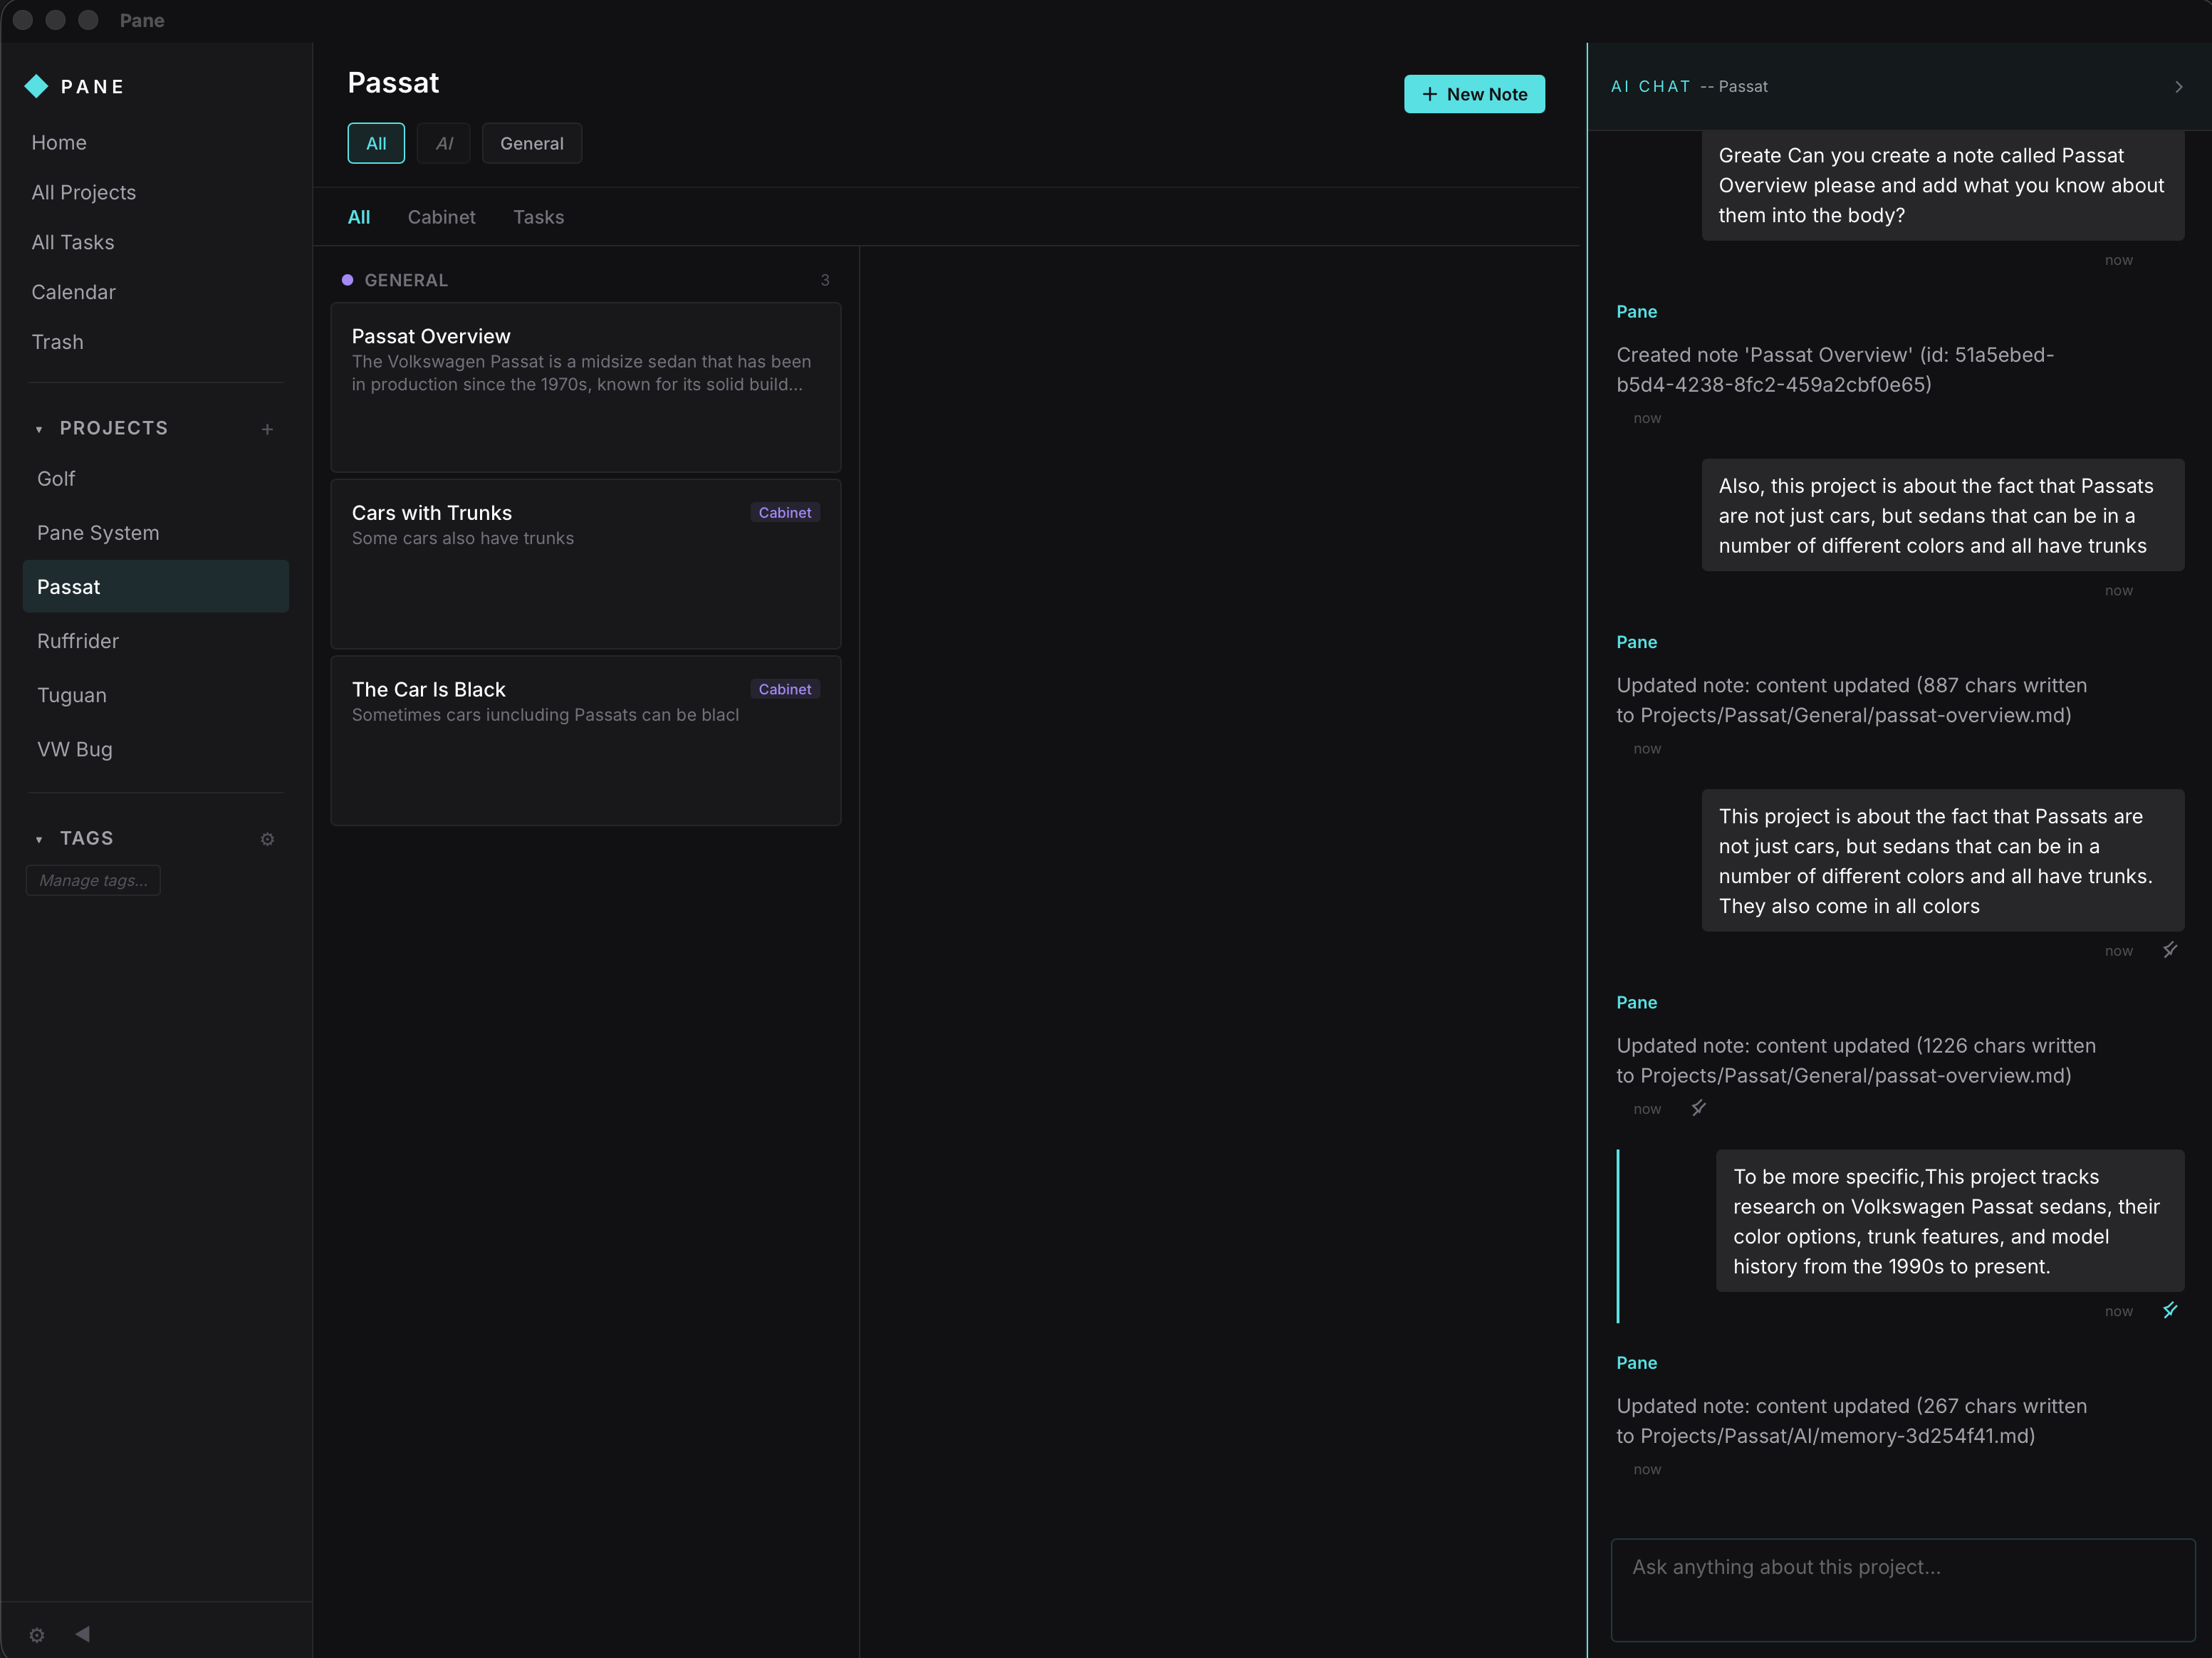 Pane
PANE
Home
All Projects
All Tasks
Calendar
Trash
PROJECTS
Golf
Pane System
Passat
Ruffrider
Tuguan
VW Bug
TAGS
Manage tags...
Passat
New Note
All AI General
All Cabinet Tasks
GENERAL 3
Passat Overview
The Volkswagen Passat is a midsize sedan that has been
in production since the 1970s, known for its solid build...
Cars with Trunks Cabinet
Some cars also have trunks
The Car Is Black Cabinet
Sometimes cars iuncluding Passats can be blacl
AI CHAT -- Passat
Greate Can you create a note called Passat
Overview please and add what you know about
them into the body?
now
Pane
Created note 'Passat Overview' (id: 51a5ebed-
b5d4-4238-8fc2-459a2cbf0e65)
now
Also, this project is about the fact that Passats
are not just cars, but sedans that can be in a
number of different colors and all have trunks
now
Pane
Updated note: content updated (887 chars written
to Projects/Passat/General/passat-overview.md)
now
This project is about the fact that Passats are
not just cars, but sedans that can be in a
number of different colors and all have trunks.
They also come in all colors
now
Pane
Updated note: content updated (1226 chars written
to Projects/Passat/General/passat-overview.md)
now
To be more specific,This project tracks
research on Volkswagen Passat sedans, their
color options, trunk features, and model
history from the 1990s to present.
now
Pane
Updated note: content updated (267 chars written
to Projects/Passat/AI/memory-3d254f41.md)
now
Ask anything about this project...